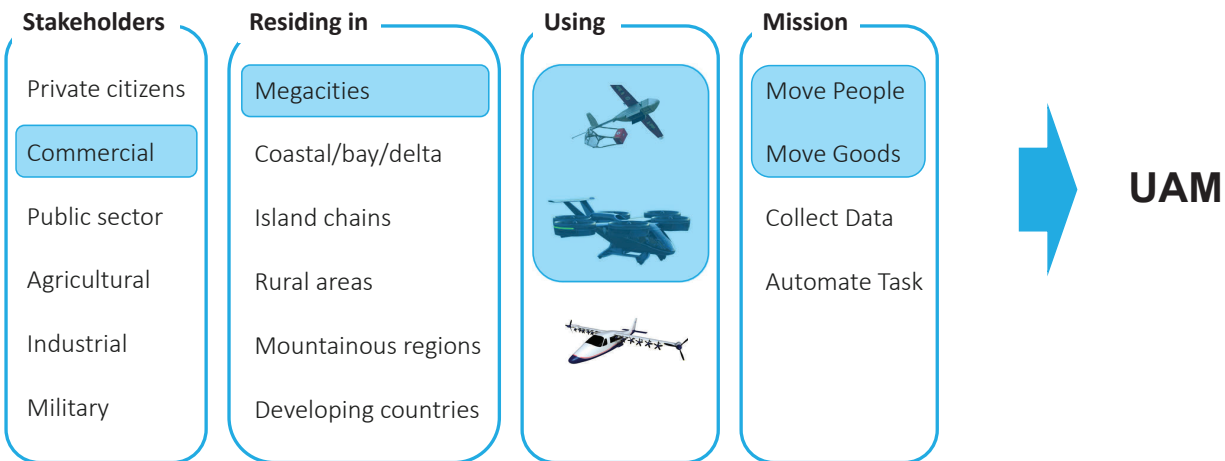 Stakeholders
Private citizens
Commercial
Public sector
Agricultural
Industrial
Military
Residing in
Megacities
Coastal/bay/delta
Island chains
Rural areas
Mountainous regions
Developing countries
Using
Mission
Move People
Move Goods
Collect Data
Automate Task
UAM